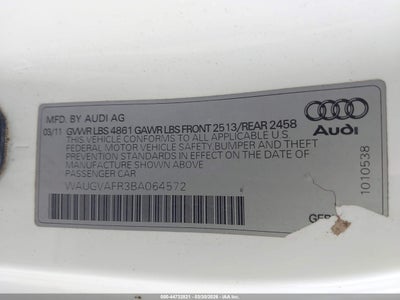 MFD. BY AUDI AG
03/11 GVWR LBS 4861 GAWR LBS FRONT 2513/REAR 2458
THIS VEHICLE CONFORMS TO ALL APPLICABLE U.S.
FEDERAL MOTOR VEHICLE SAFETY, BUMPER AND THEFT
PREVENTION STANDARDS IN EFFECT ON THE DATE OF
MANUFACTURE SHOWN ABOVE
PASSENGER CAR
WAUGVAFR3BA064572
Audi
1010538